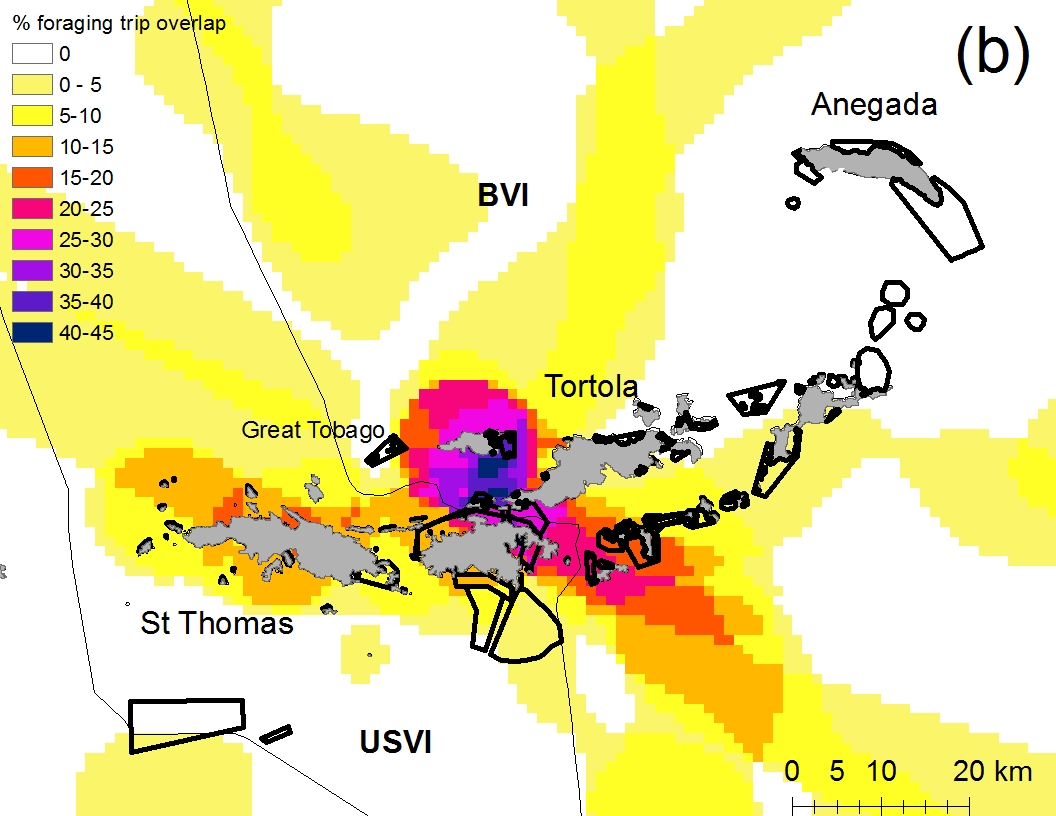 % foraging trip overlap
0
0 - 5
5-10
10-15
15-20
20-25
25-30
30-35
35-40
40-45
(b)
Anegada
BVI
Tortola
Great Tobago
St Thomas
USVI
0 5 10 20 km